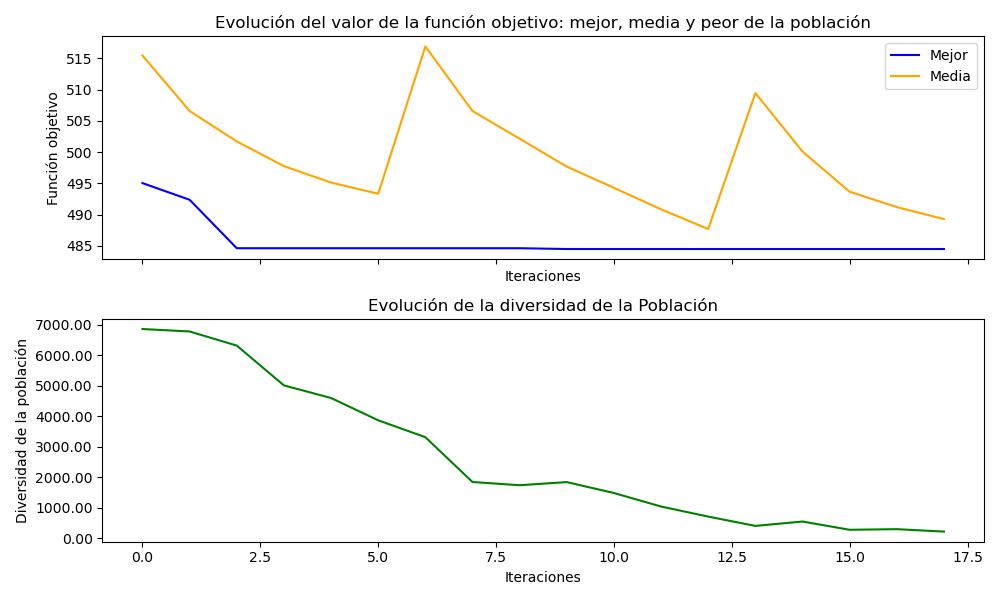 Evolución del valor de la función objetivo: mejor, media y peor de la población
Función objetivo
515
510
505
500
495
490
485
Mejor
Media
Iteraciones
Evolución de la diversidad de la Población
Diversidad de la población
7000.00
6000.00
5000.00
4000.00
3000.00
2000.00
1000.00
0.00
0.0 2.5 5.0 7.5 10.0 12.5 15.0 17.5
Iteraciones